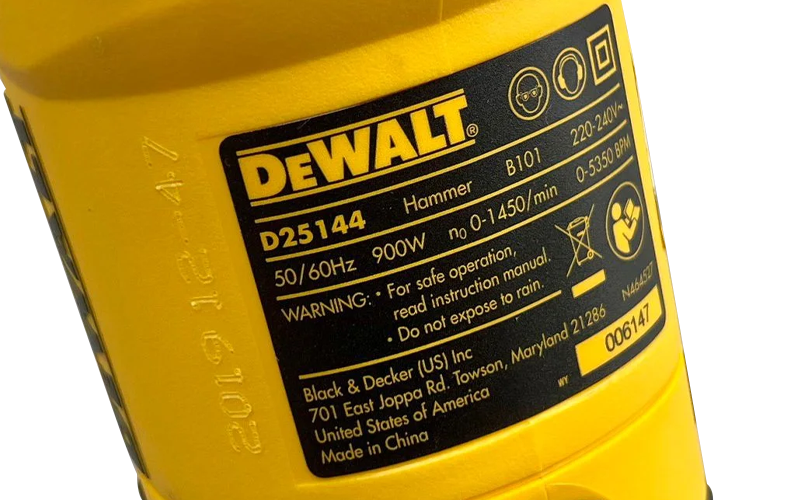 DEWALT®
D25144 Hammer B101 220-240V~
50/60Hz 900W n₀ 0-1450/min 0-5350 BPM
WARNING: • For safe operation,
read instruction manual.
• Do not expose to rain.
Black & Decker (US) Inc
701 East Joppa Rd. Towson, Maryland 21286
United States of America
Made in China
N464527
WY
006147
2019 12-47